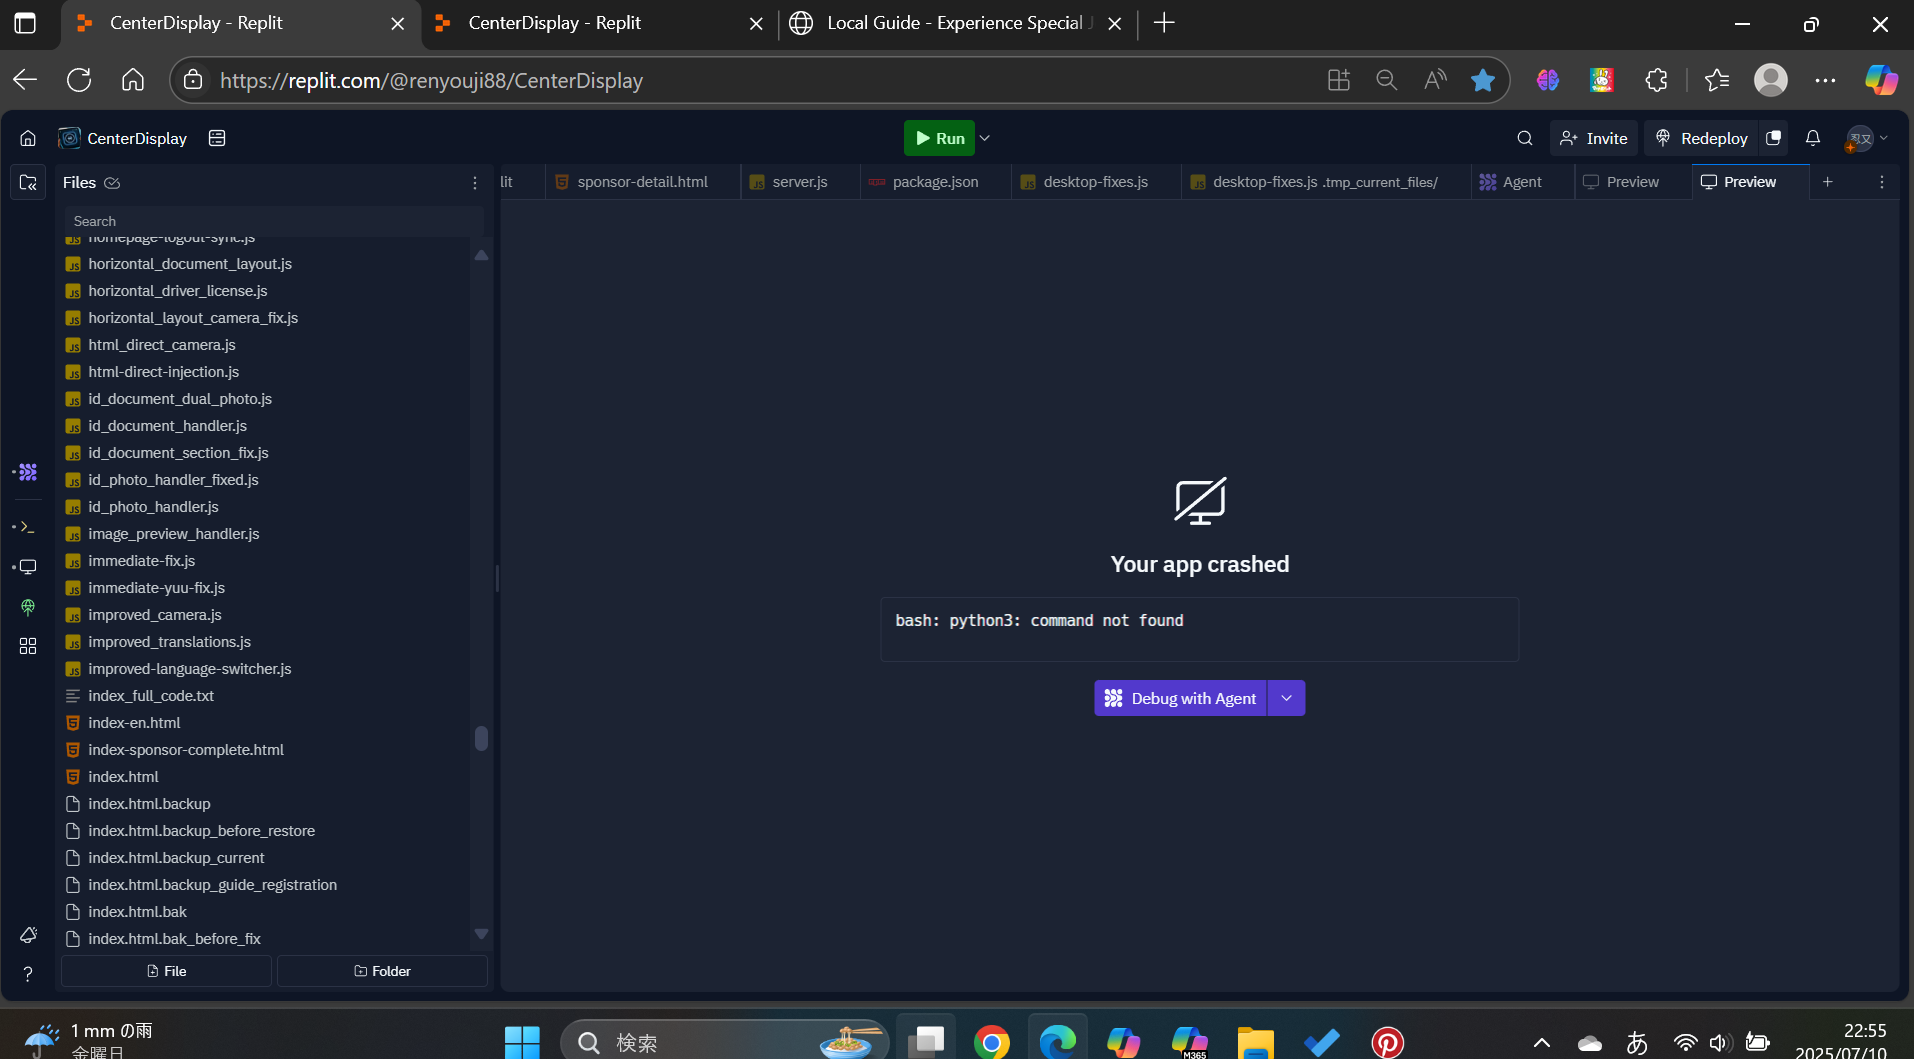 CenterDisplay - Replit
CenterDisplay - Replit
Local Guide - Experience Special J
https://replit.com/@renyouji88/CenterDisplay
CenterDisplay
Run
Invite
Redeploy
Files
lit
sponsor-detail.html
server.js
package.json
desktop-fixes.js
desktop-fixes.js .tmp_current_files/
Agent
Preview
Preview
Search
homepage-logout-sync.js
horizontal_document_layout.js
horizontal_driver_license.js
horizontal_layout_camera_fix.js
html_direct_camera.js
html-direct-injection.js
id_document_dual_photo.js
id_document_handler.js
id_document_section_fix.js
id_photo_handler_fixed.js
id_photo_handler.js
image_preview_handler.js
immediate-fix.js
immediate-yuu-fix.js
improved_camera.js
improved_translations.js
improved-language-switcher.js
index_full_code.txt
index-en.html
index-sponsor-complete.html
index.html
index.html.backup
index.html.backup_before_restore
index.html.backup_current
index.html.backup_guide_registration
index.html.bak
index.html.bak_before_fix
File
Folder
Your app crashed
bash: python3: command not found
Debug with Agent
1 mm の雨
金曜日
検索
M365
あ
22:55
2025/07/10